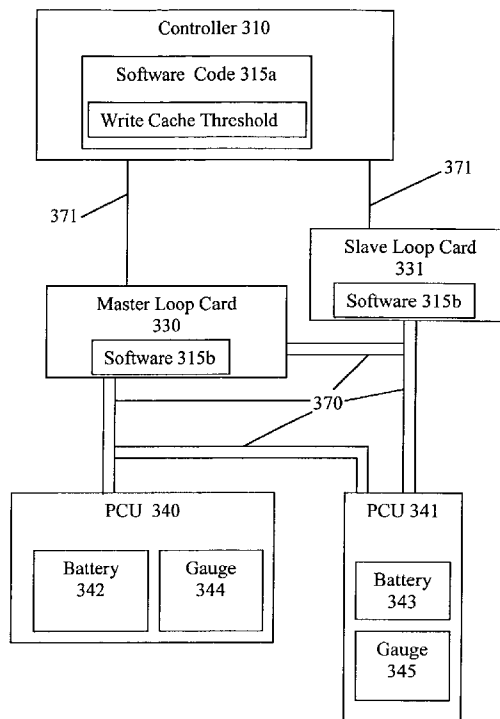 Controller 310
Software Code 315a
Write Cache Threshold
371
371
Slave Loop Card
331
Software 315b
Master Loop Card
330
Software 315b
370
PCU 340
Battery
342
Gauge
344
PCU 341
Battery
343
Gauge
345